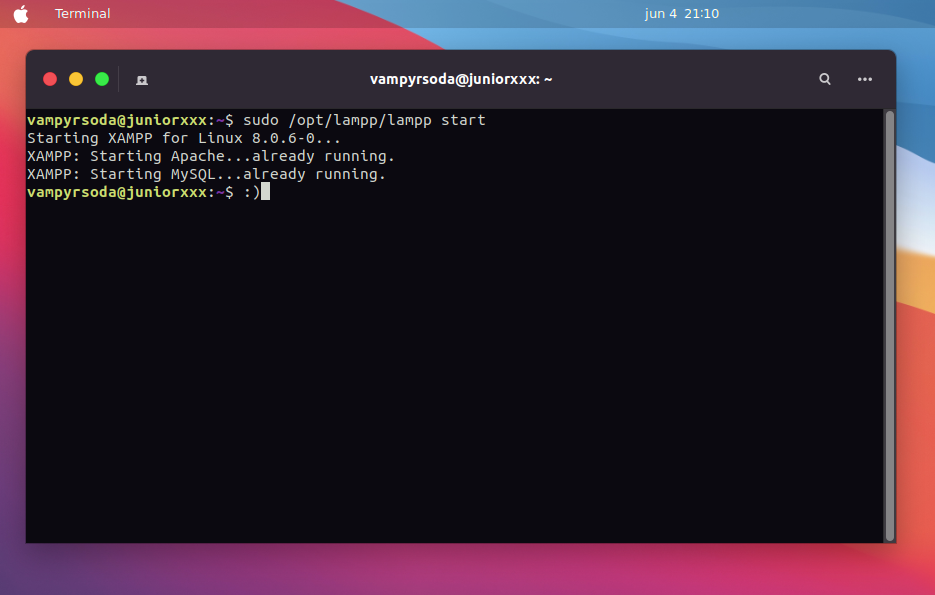 Terminal
jun 4 21:10
vampyrsoda@juniorxxx: ~
vampyrsoda@juniorxxx:~$ sudo /opt/lampp/lampp start
Starting XAMPP for Linux 8.0.6-0...
XAMPP: Starting Apache...already running.
XAMPP: Starting MySQL...already running.
vampyrsoda@juniorxxx:~$ :)